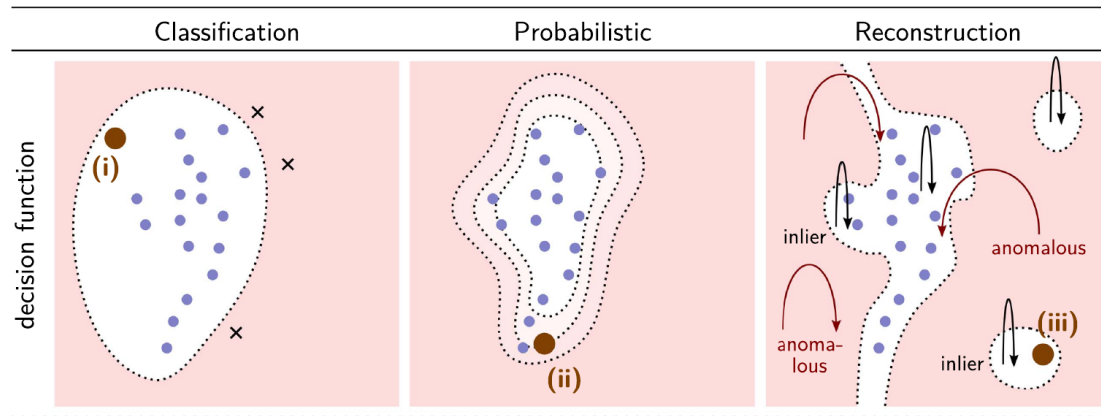 Classification
Probabilistic
Reconstruction
decision function
(i)
(ii)
inlier
anomalous
anoma-
lous
inlier
(iii)